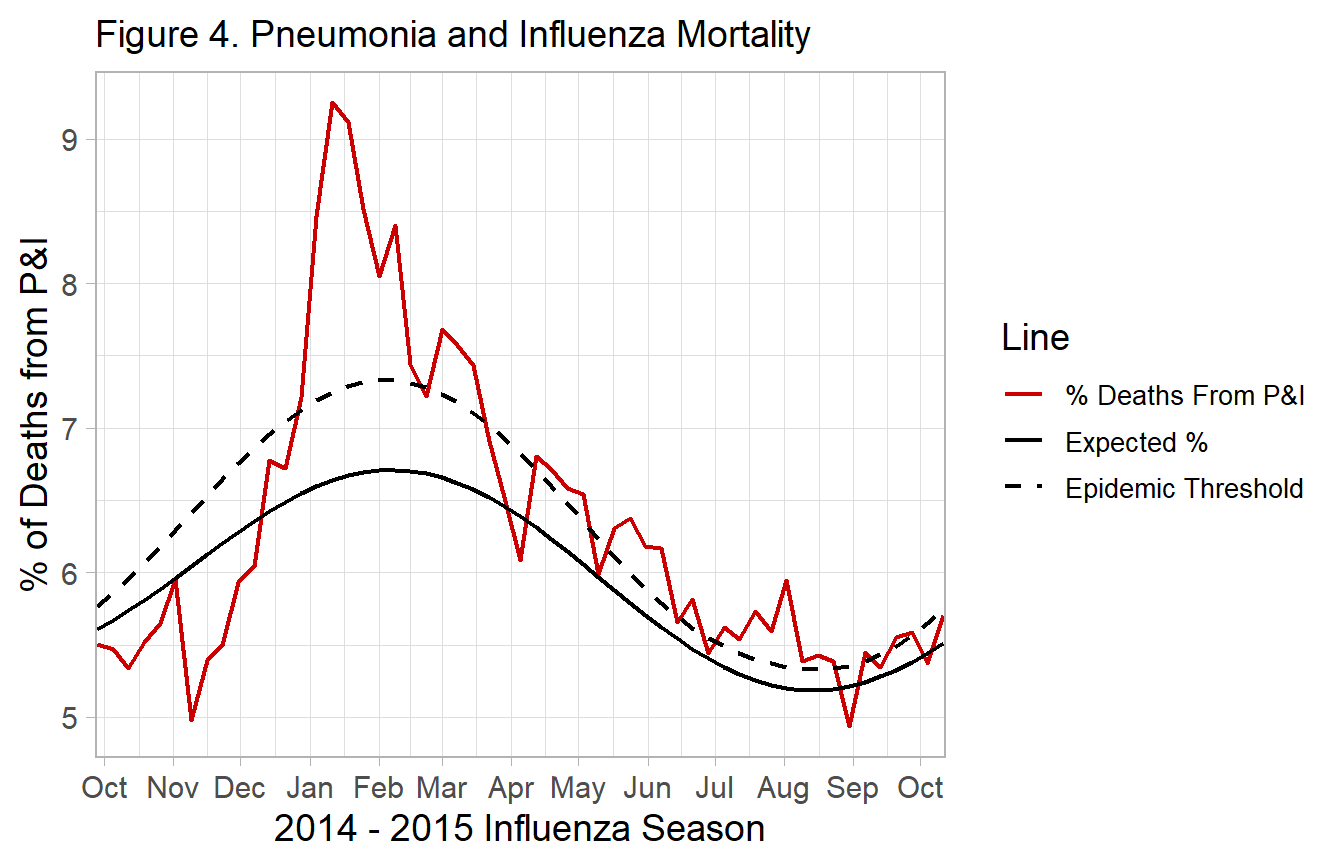 Figure 4. Pneumonia and Influenza Mortality
% of Deaths from P&I
9
8
7
6
5
Oct Nov Dec Jan Feb Mar Apr May Jun Jul Aug Sep Oct
2014 - 2015 Influenza Season
Line
% Deaths From P&I
Expected %
Epidemic Threshold